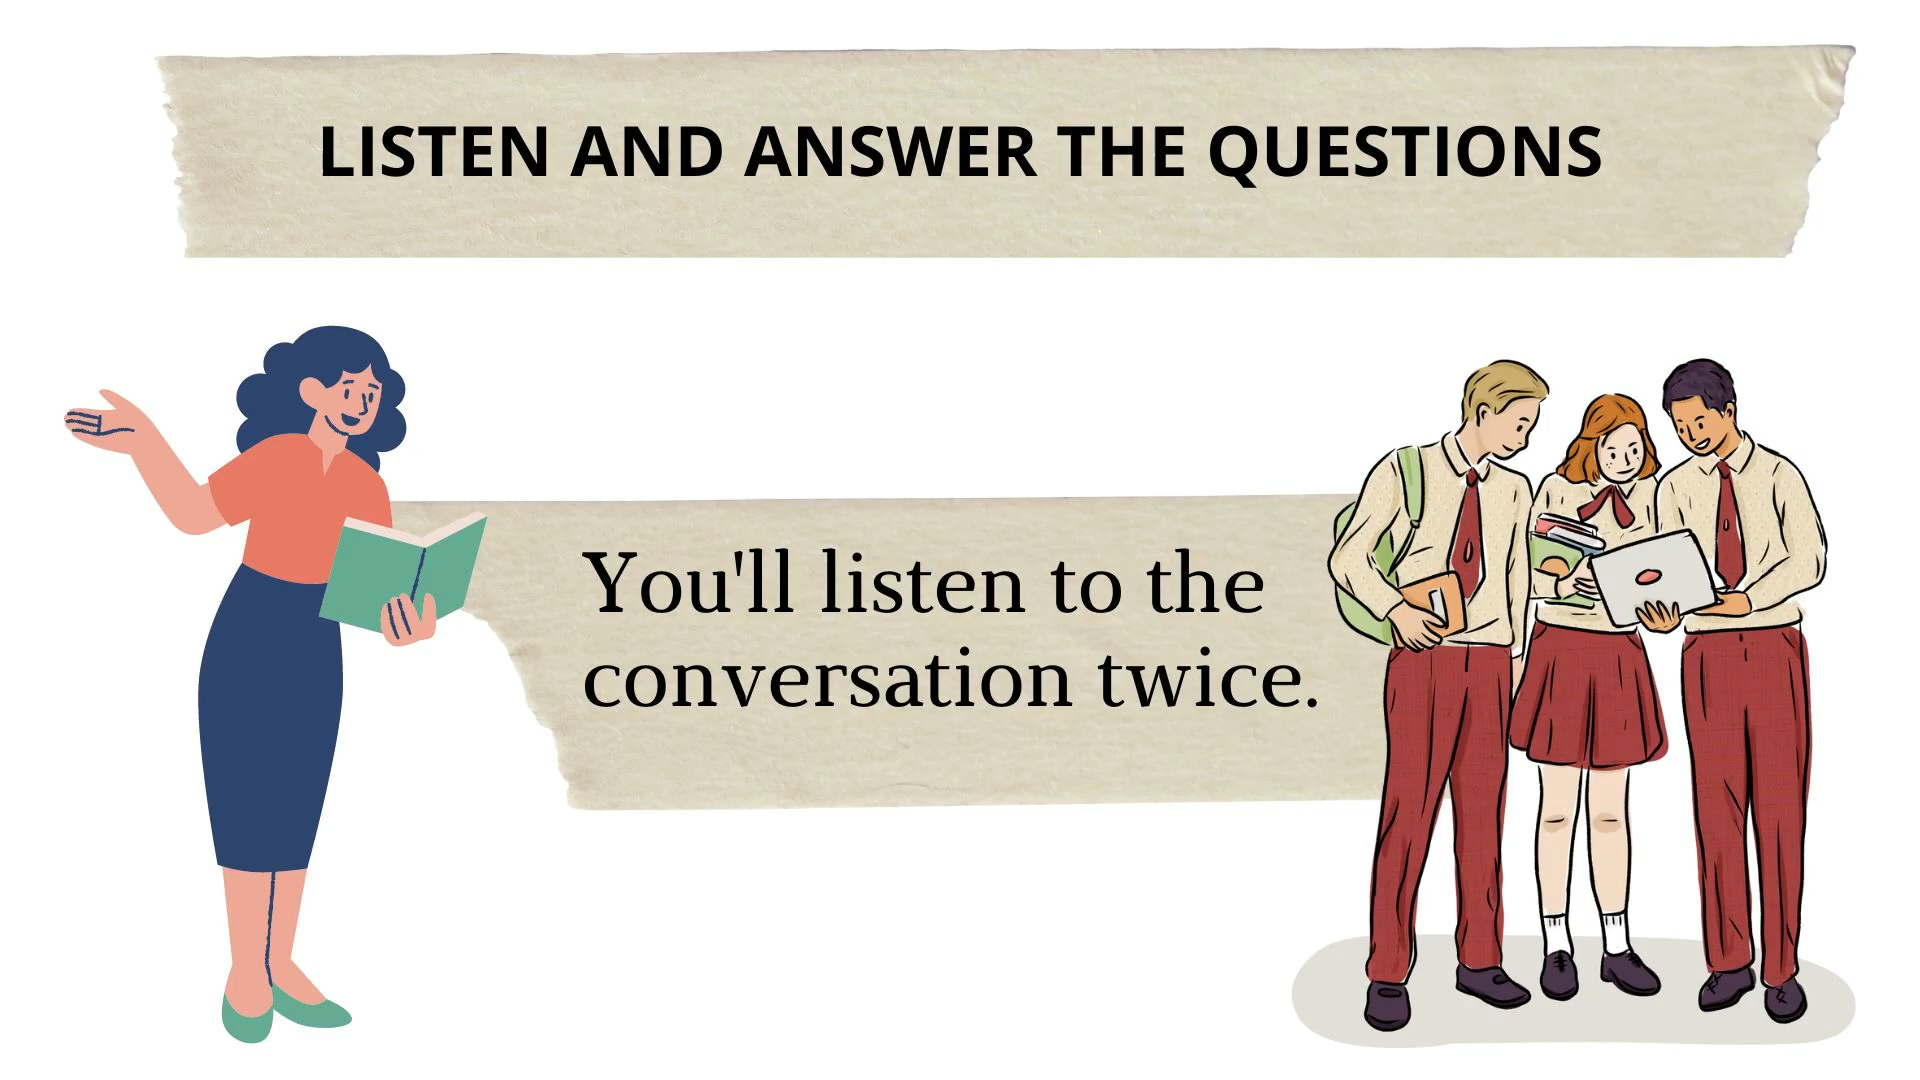 LISTEN AND ANSWER THE QUESTIONS
You'll listen to the
conversation twice.